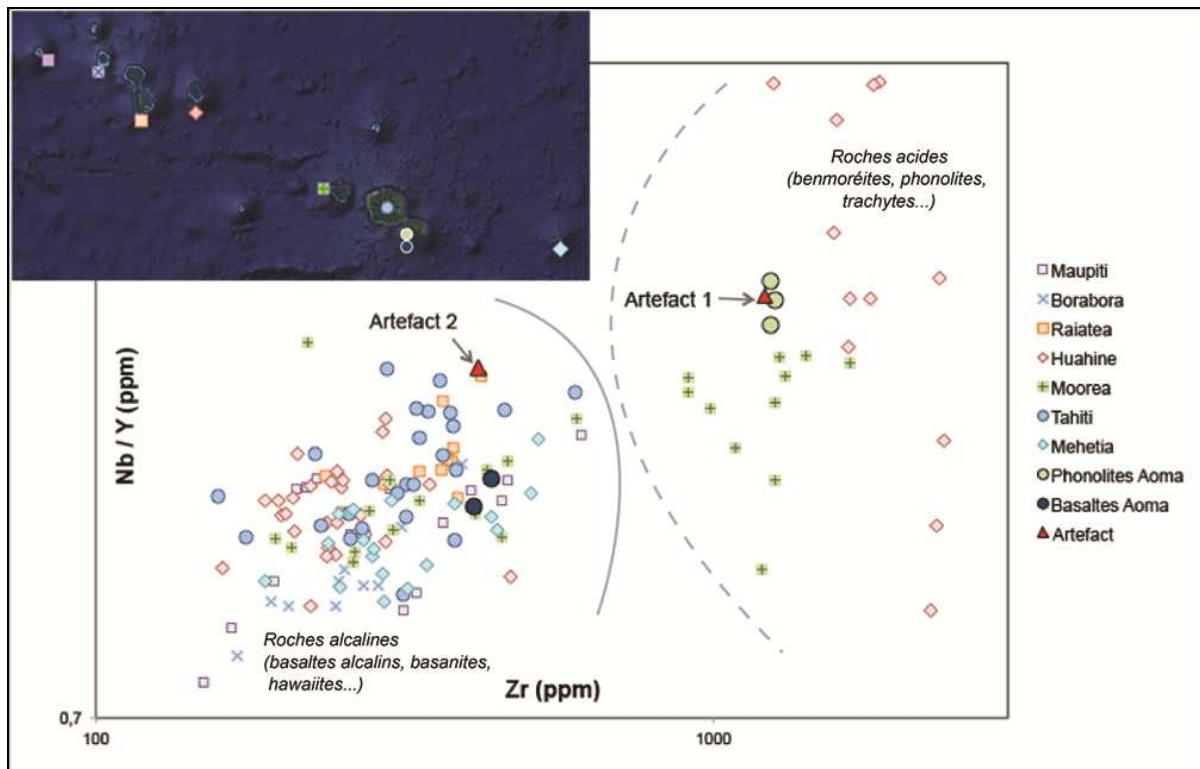 Roches acides
(benmoréites, phonolites,
trachytes...)
Artefact 1
Artefact 2
Nb / Y (ppm)
Roches alcalines
(basaltes alcalins, basanites,
hawaiites...)
Zr (ppm)
0,7
100
1000
Maupiti
Borabora
Raiatea
Huahine
Moorea
Tahiti
Mehetia
Phonolites Aoma
Basaltes Aoma
Artefact